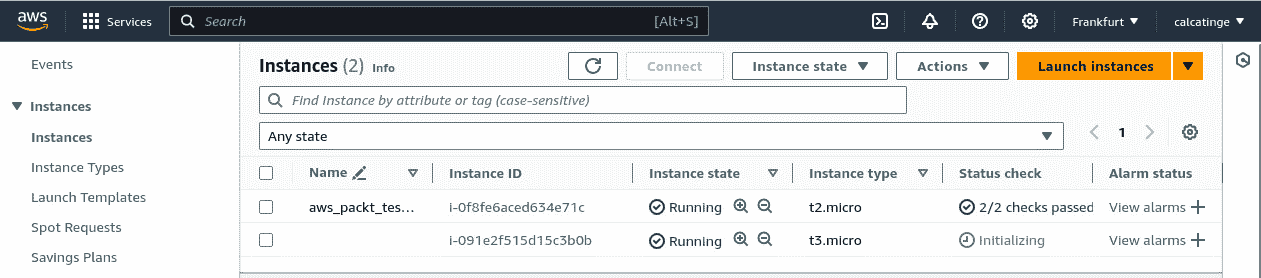 aws Services Search [Alt+S] Frankfurt calcatinge
Events
Instances
Instances
Instance Types
Launch Templates
Spot Requests
Savings Plans
Instances (2) Info Connect Instance state Actions Launch instances
Find Instance by attribute or tag (case-sensitive)
Any state 1
Name Instance ID Instance state Instance type Status check Alarm status
aws_packt_tes... i-0f8fe6aced634e71c Running t2.micro 2/2 checks passed View alarms
i-091e2f515d15c3b0b Running t3.micro Initializing View alarms